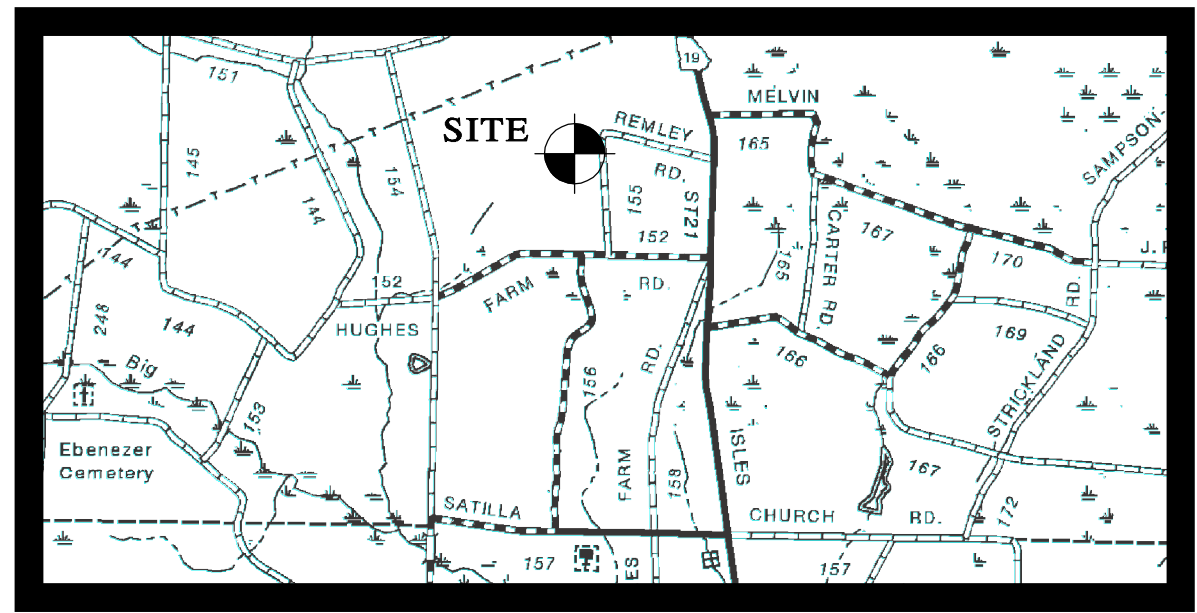 19
MELVIN
151
SITE
REMLEY
165
SAMPSON-
145
154
RD.
155
ST21
144
152
CARTER RD.
167
165
J.
170
144
152
FARM
RD.
RD.
248
144
HUGHES
169
166
166
Big
RD.
156
STRICKLAND
153
ISLES
Ebenezer
Cemetery
FARM
158
167
SATILLA
CHURCH
RD.
172
157
ES
157